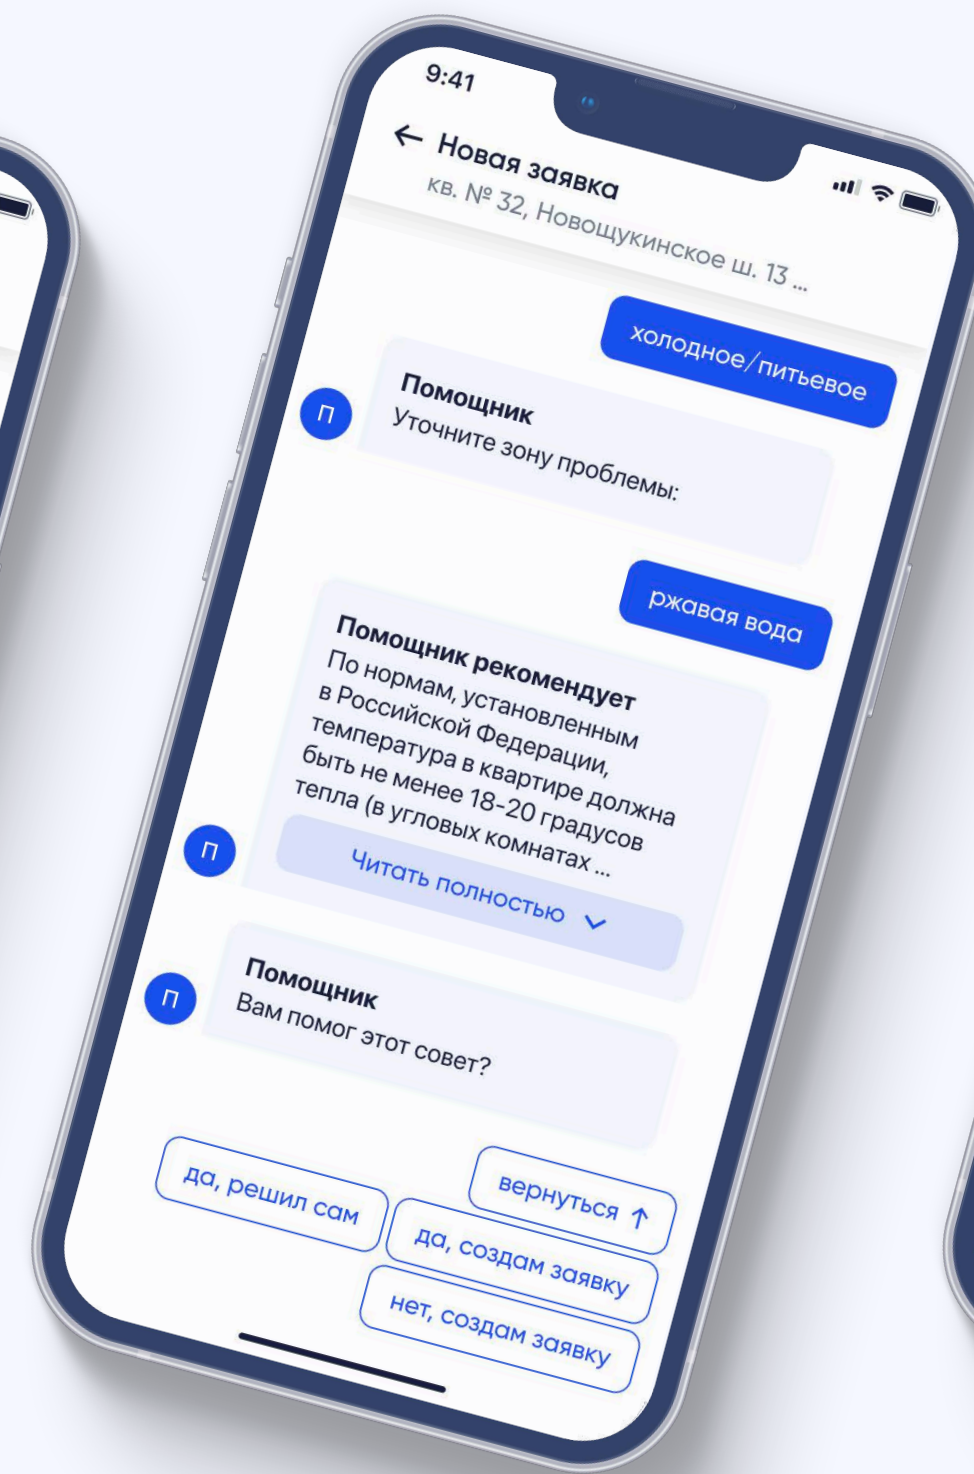 9:41
Новая заявка
кв. № 32, Новощукинское ш. 13 ...
холодное/питьевое
Помощник
П
Уточните зону проблемы:
ржавая вода
Помощник рекомендует
По нормам, установленным
в Российской Федерации,
температура в квартире должна
быть не менее 18-20 градусов
тепла (в угловых комнатах ...
П
Читать полностью
Помощник
П
Вам помог этот совет?
вернуться ↑
да, решил сам
да, создам заявку
нет, создам заявку